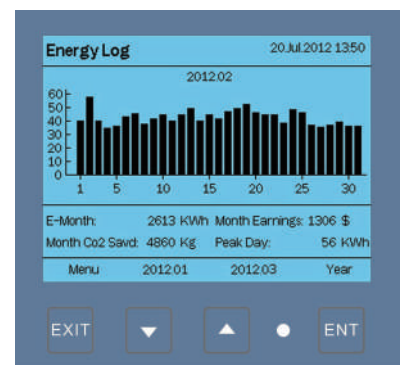 Energy Log 20.Jul.2012 13:50
2012.02
60
50
40
30
20
10
0
1 5 10 15 20 25 30
E-Month: 2613 KWh Month Earnings: 1306 $
Month Co2 Savd: 4860 Kg Peak Day: 56 KWh
Menu 2012.01 2012.03 Year
EXIT ENT